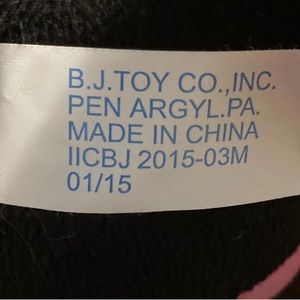 B.J.TOY CO.,INC.
PEN ARGYL.PA.
MADE IN CHINA
IICBJ 2015-03M
01/15